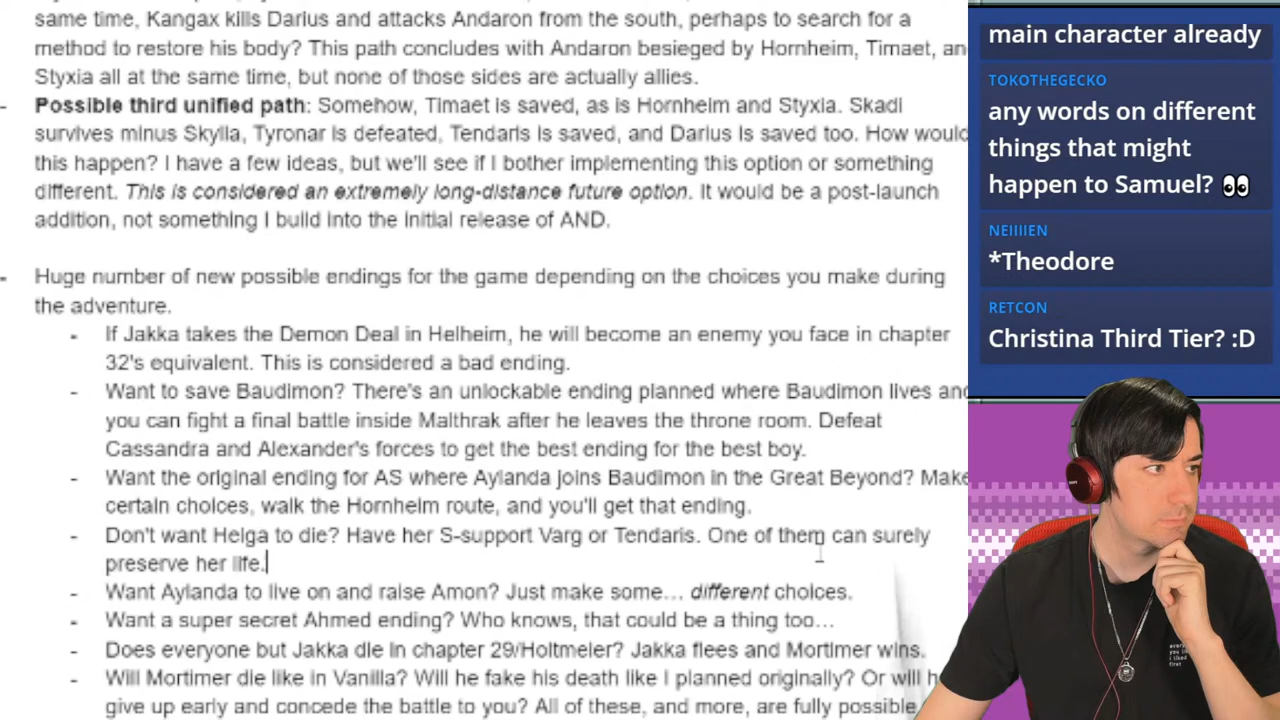 same time, Kangax kills Darius and attacks Andaron from the south, perhaps to search for a
method to restore his body? This path concludes with Andaron besieged by Hornheim, Timaet, and
Styxia all at the same time, but none of those sides are actually allies.
- Possible third unified path: Somehow, Timaet is saved, as is Hornheim and Styxia. Skadi
survives minus Skylla, Tyronar is defeated, Tendaris is saved, and Darius is saved too. How would
this happen? I have a few ideas, but we'll see if I bother implementing this option or something
different. This is considered an extremely long-distance future option. It would be a post-launch
addition, not something I build into the initial release of AND.
- Huge number of new possible endings for the game depending on the choices you make during
the adventure.
- If Jakka takes the Demon Deal in Helheim, he will become an enemy you face in chapter
32's equivalent. This is considered a bad ending.
- Want to save Baudimon? There's an unlockable ending planned where Baudimon lives and
you can fight a final battle inside Malthrak after he leaves the throne room. Defeat
Cassandra and Alexander's forces to get the best ending for the best boy.
- Want the original ending for AS where Aylanda joins Baudimon in the Great Beyond? Make
certain choices, walk the Hornheim route, and you'll get that ending.
- Don't want Helga to die? Have her S-support Varg or Tendaris. One of them can surely
preserve her life.
- Want Aylanda to live on and raise Amon? Just make some… different choices.
- Want a super secret Ahmed ending? Who knows, that could be a thing too…
- Does everyone but Jakka die in chapter 29/Holtmeier? Jakka flees and Mortimer wins.
- Will Mortimer die like in Vanilla? Will he fake his death like I planned originally? Or will h
give up early and concede the battle to you? All of these, and more, are fully possible
main character already
TOKOTHEGECKO
any words on different
things that might
happen to Samuel? 👀
NEIIIIEN
*Theodore
RETCON
Christina Third Tier? :D